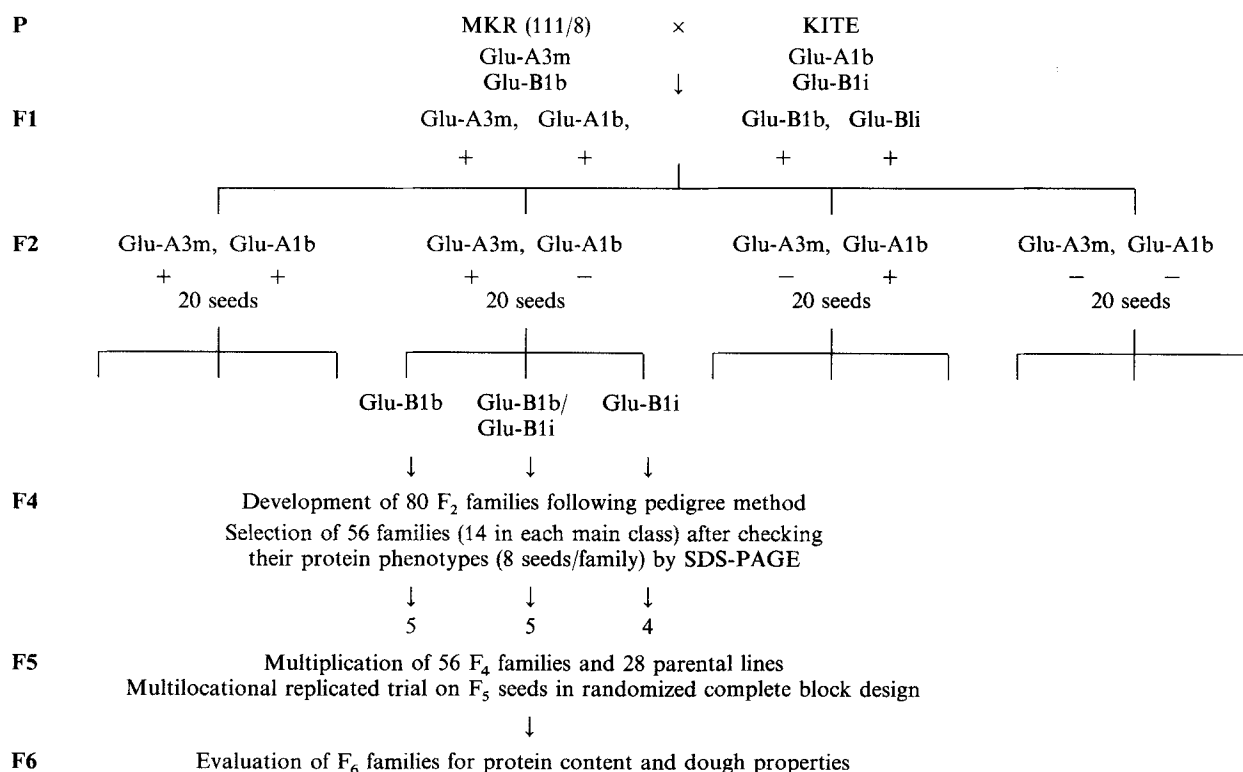 P MKR (111/8) × KITE
Glu-A3m Glu-A1b
Glu-B1b ↓ Glu-B1i
F1 Glu-A3m, Glu-A1b, Glu-B1b, Glu-Bli
+ + + +
F2 Glu-A3m, Glu-A1b Glu-A3m, Glu-A1b Glu-A3m, Glu-A1b Glu-A3m, Glu-A1b
+ + + − − + − −
20 seeds 20 seeds 20 seeds 20 seeds
Glu-B1b Glu-B1b/ Glu-B1i
Glu-B1i
↓ ↓ ↓
F4 Development of 80 F₂ families following pedigree method
Selection of 56 families (14 in each main class) after checking
their protein phenotypes (8 seeds/family) by SDS-PAGE
↓ ↓ ↓
5 5 4
F5 Multiplication of 56 F₄ families and 28 parental lines
Multilocational replicated trial on F₅ seeds in randomized complete block design
↓
F6 Evaluation of F₆ families for protein content and dough properties